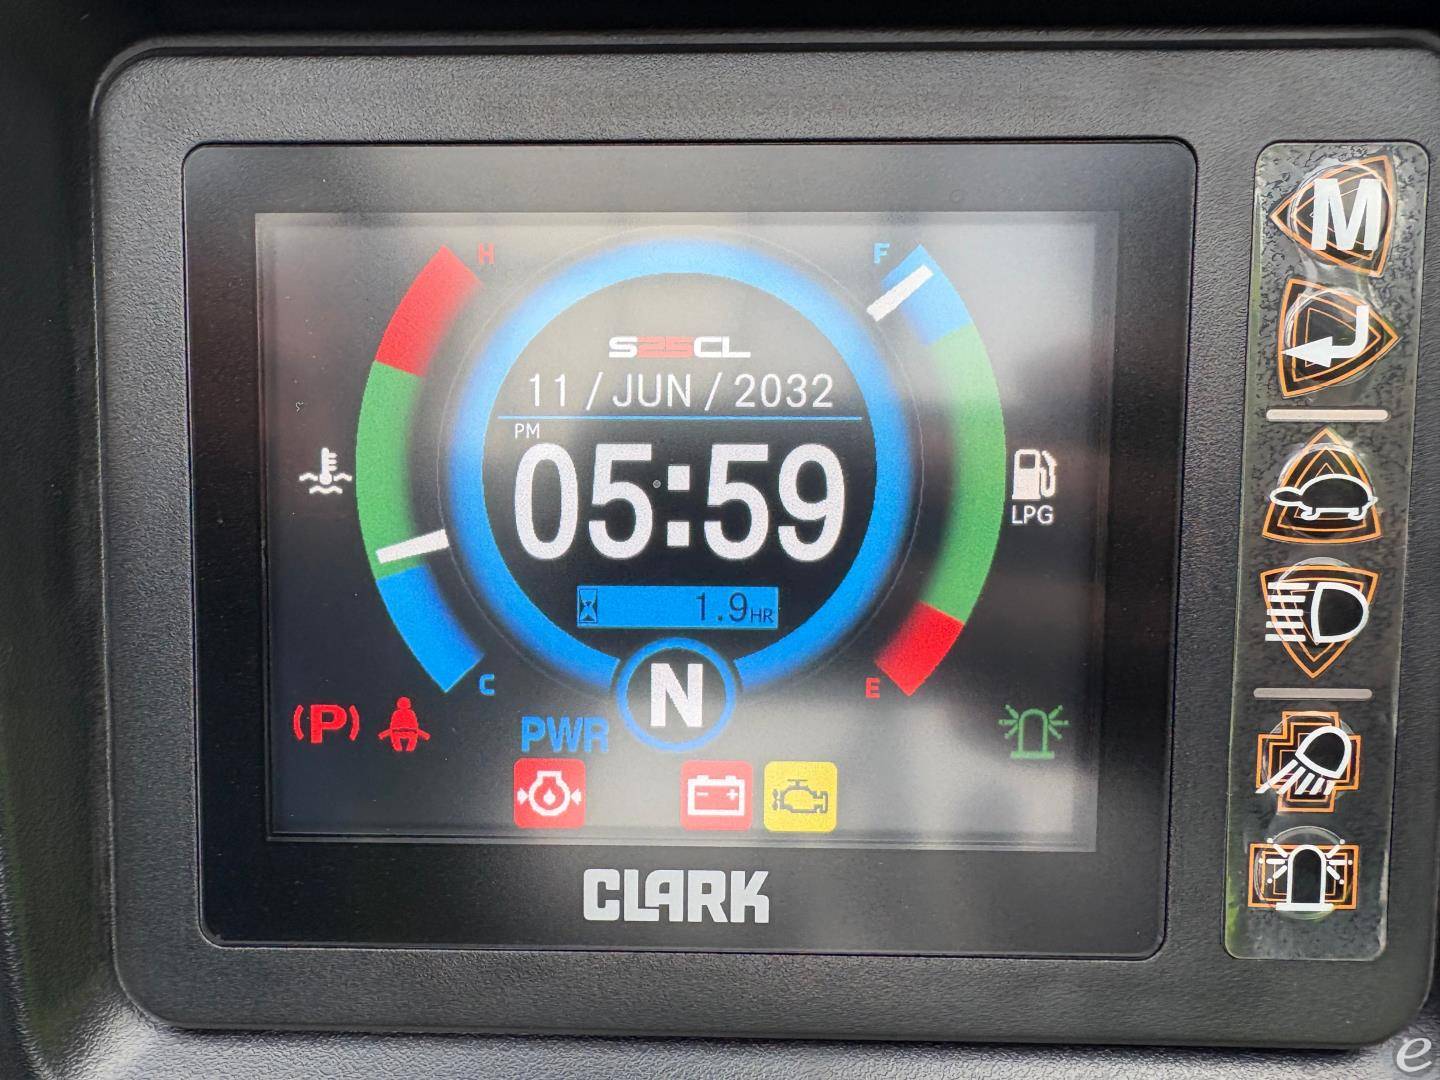 H
F
M
S25CL
11 / JUN / 2032
PM
05:59
LPG
1.9HR
C
N
E
(P)
PWR
- +
CLARK
e